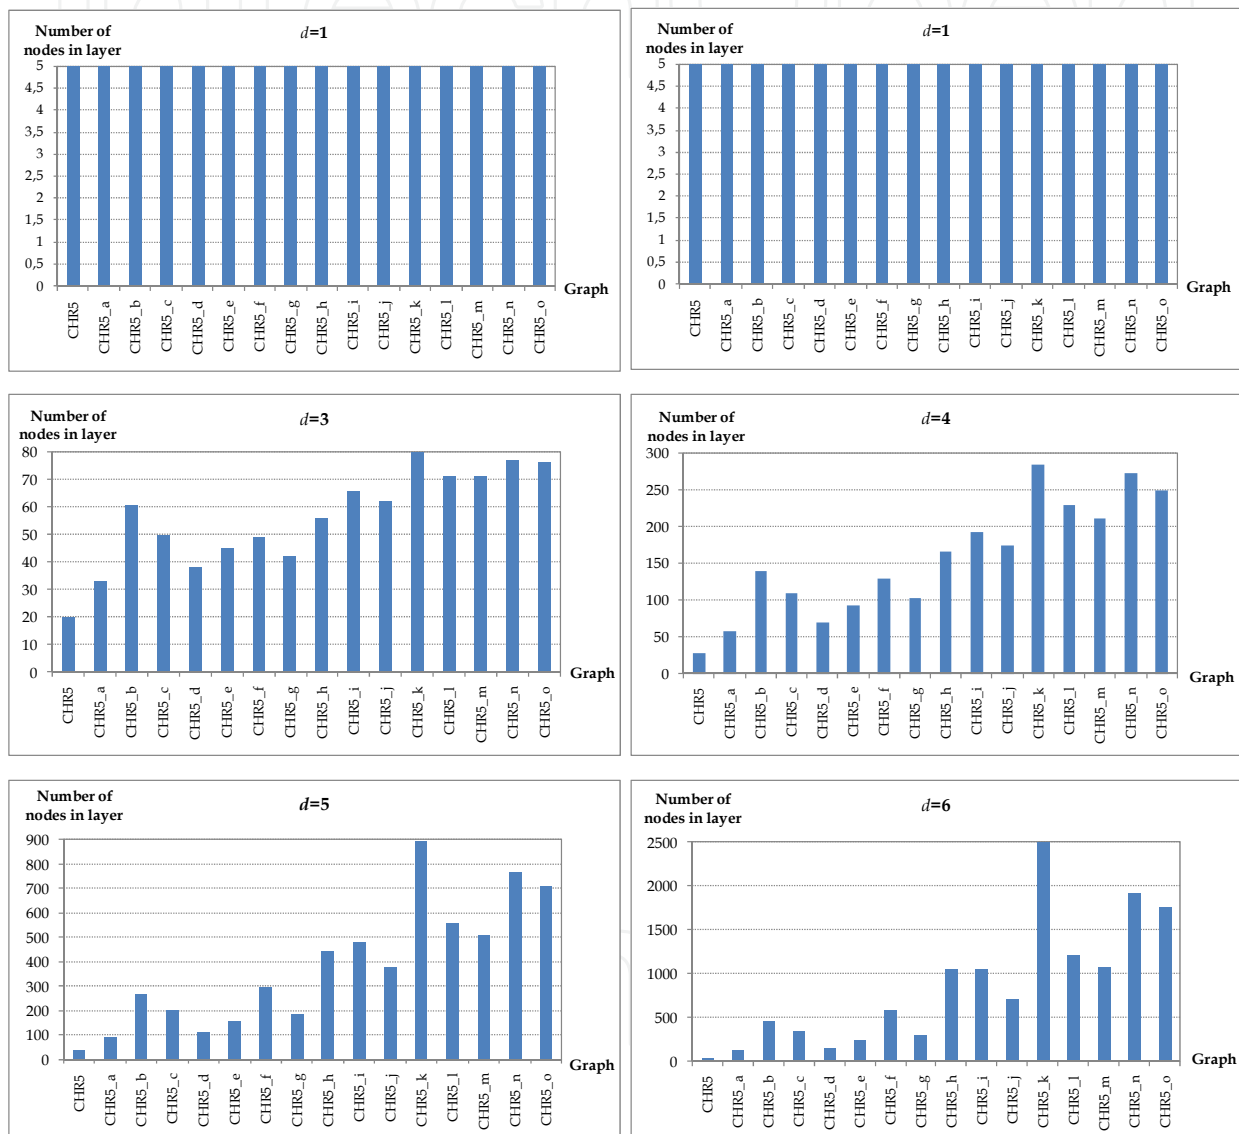 Number of
nodes in layer
d=1
5
4,5
4
3,5
3
2,5
2
1,5
1
0,5
0
Graph
CHR5
CHR5_a
CHR5_b
CHR5_c
CHR5_d
CHR5_e
CHR5_f
CHR5_g
CHR5_h
CHR5_i
CHR5_j
CHR5_k
CHR5_l
CHR5_m
CHR5_n
CHR5_o
Number of
nodes in layer
d=1
5
4,5
4
3,5
3
2,5
2
1,5
1
0,5
0
Graph
CHR5
CHR5_a
CHR5_b
CHR5_c
CHR5_d
CHR5_e
CHR5_f
CHR5_g
CHR5_h
CHR5_i
CHR5_j
CHR5_k
CHR5_l
CHR5_m
CHR5_n
CHR5_o
Number of
nodes in layer
d=3
80
70
60
50
40
30
20
10
0
Graph
CHR5
CHR5_a
CHR5_b
CHR5_c
CHR5_d
CHR5_e
CHR5_f
CHR5_g
CHR5_h
CHR5_i
CHR5_j
CHR5_k
CHR5_l
CHR5_m
CHR5_n
CHR5_o
Number of
nodes in layer
d=4
300
250
200
150
100
50
0
Graph
CHR5
CHR5_a
CHR5_b
CHR5_c
CHR5_d
CHR5_e
CHR5_f
CHR5_g
CHR5_h
CHR5_i
CHR5_j
CHR5_k
CHR5_l
CHR5_m
CHR5_n
CHR5_o
Number of
nodes in layer
d=5
900
800
700
600
500
400
300
200
100
0
Graph
CHR5
CHR5_a
CHR5_b
CHR5_c
CHR5_d
CHR5_e
CHR5_f
CHR5_g
CHR5_h
CHR5_i
CHR5_j
CHR5_k
CHR5_l
CHR5_m
CHR5_n
CHR5_o
Number of
nodes in layer
d=6
2500
2000
1500
1000
500
0
Graph
CHR5
CHR5_a
CHR5_b
CHR5_c
CHR5_d
CHR5_e
CHR5_f
CHR5_g
CHR5_h
CHR5_i
CHR5_j
CHR5_k
CHR5_l
CHR5_m
CHR5_n
CHR5_o